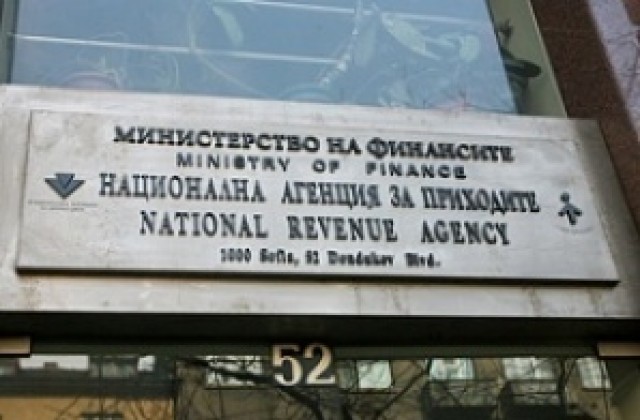 МИНИСТЕРСТВО НА ФИНАНСИТЕ
MINISTRY OF FINANCE
НАЦИОНАЛНА АГЕНЦИЯ ЗА ПРИХОДИТЕ
NATIONAL REVENUE AGENCY
1000 Sofia, 52 Dondukov Blvd.
52